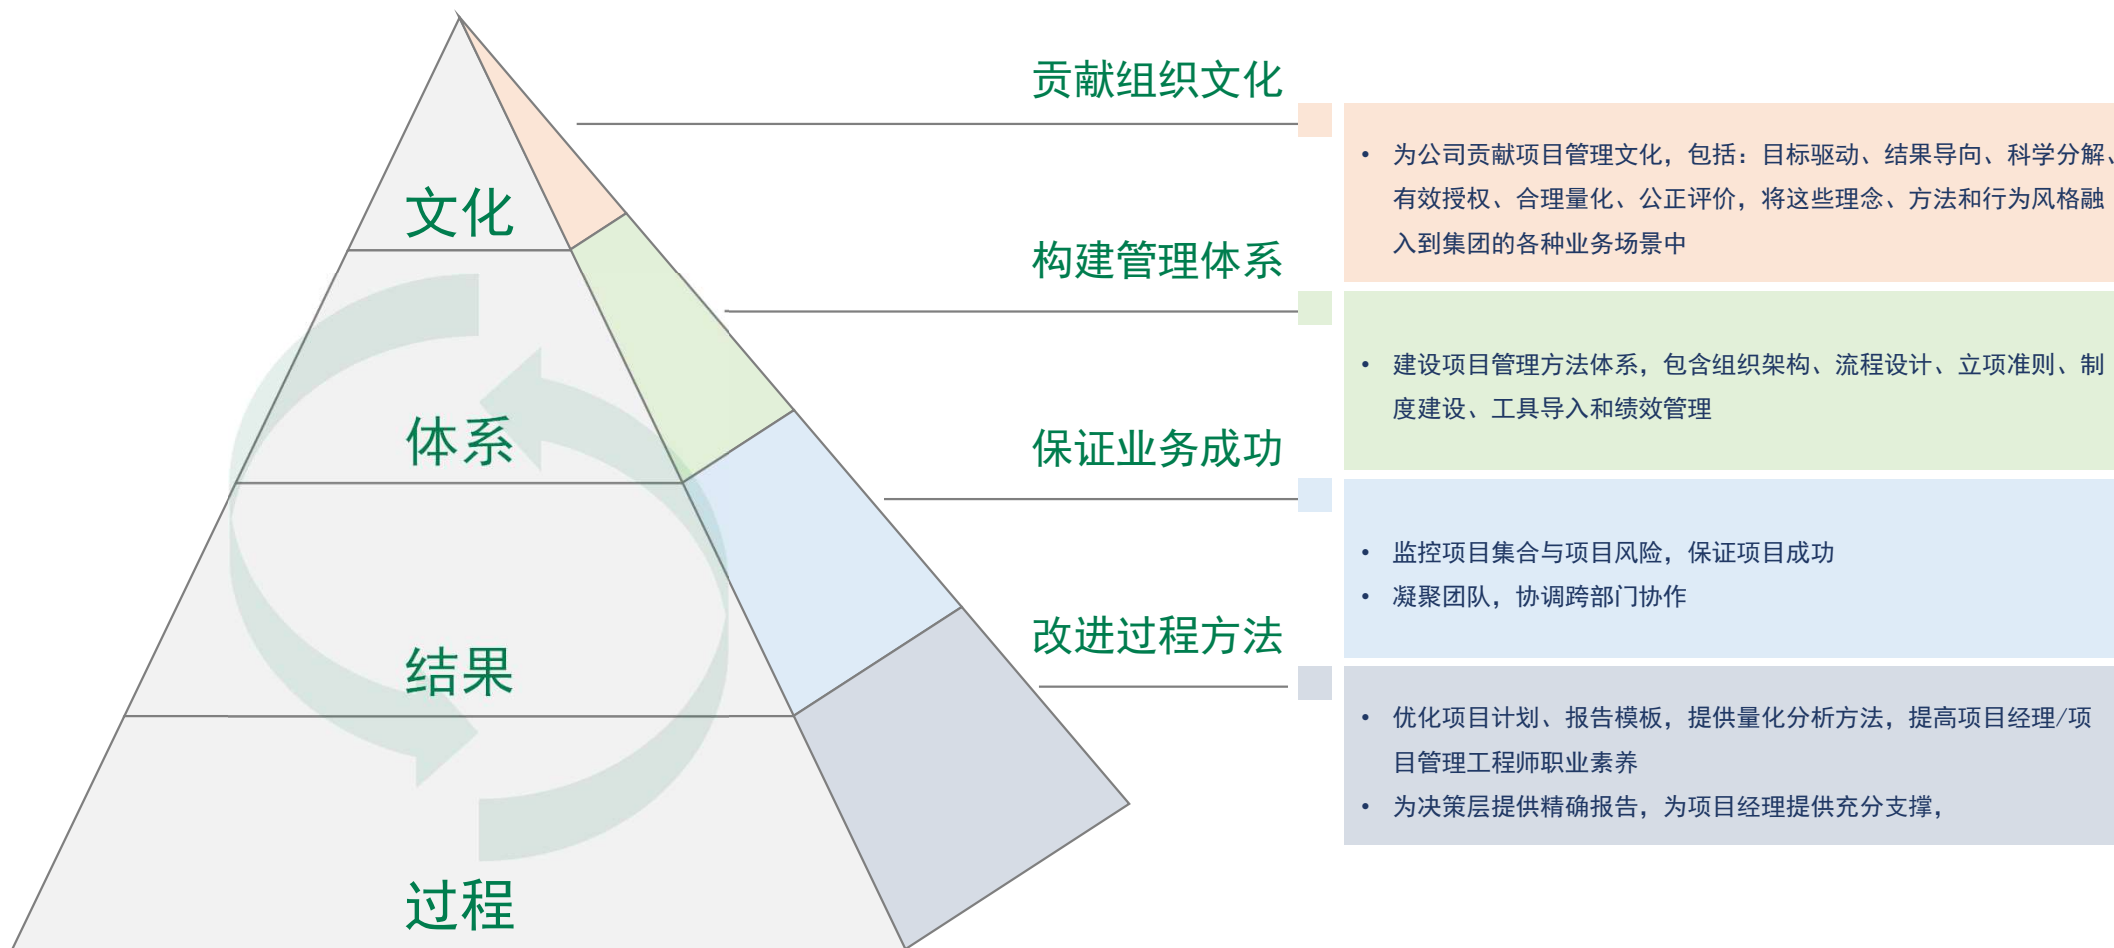 贡献组织文化
• 为公司贡献项目管理文化，包括：目标驱动、结果导向、科学分解、
有效授权、合理量化、公正评价，将这些理念、方法和行为风格融
入到集团的各种业务场景中
文化
构建管理体系
• 建设项目管理方法体系，包含组织架构、流程设计、立项准则、制
度建设、工具导入和绩效管理
体系
保证业务成功
• 监控项目集合与项目风险，保证项目成功
• 凝聚团队，协调跨部门协作
结果
改进过程方法
• 优化项目计划、报告模板，提供量化分析方法，提高项目经理/项
目管理工程师职业素养
• 为决策层提供精确报告，为项目经理提供充分支撑，
过程